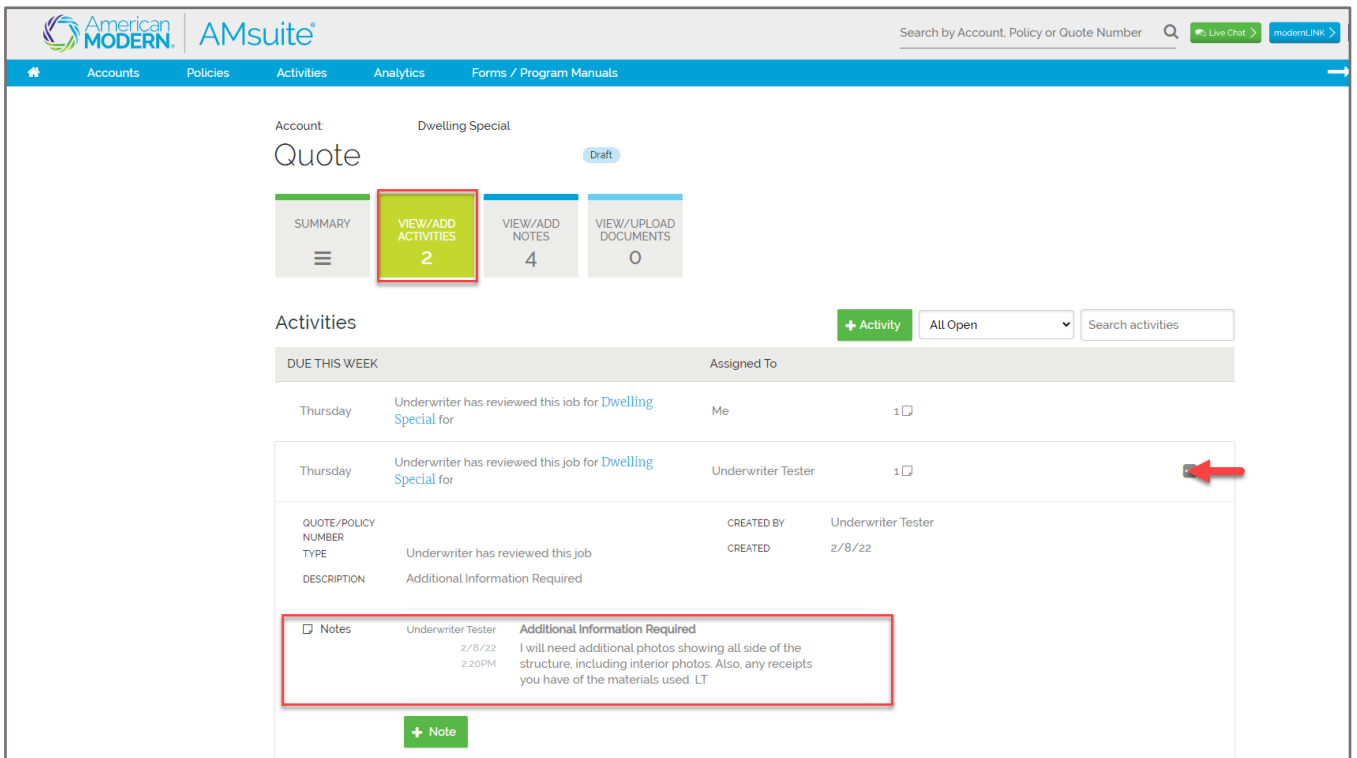 American MODERN. AMsuite®
Search by Account, Policy or Quote Number Live Chat modernLINK
Accounts Policies Activities Analytics Forms / Program Manuals
Account: Dwelling Special
Quote Draft
SUMMARY
VIEW/ADD ACTIVITIES
2
VIEW/ADD NOTES
4
VIEW/UPLOAD DOCUMENTS
0
Activities + Activity All Open Search activities
DUE THIS WEEK Assigned To
Thursday Underwriter has reviewed this job for Dwelling Special for Me 1
Thursday Underwriter has reviewed this job for Dwelling Special for Underwriter Tester 1
QUOTE/POLICY NUMBER
CREATED BY Underwriter Tester
TYPE Underwriter has reviewed this job
CREATED 2/8/22
DESCRIPTION Additional Information Required
Notes Underwriter Tester Additional Information Required
2/8/22 I will need additional photos showing all side of the
2:20PM structure, including interior photos. Also, any receipts
you have of the materials used. LT
+ Note